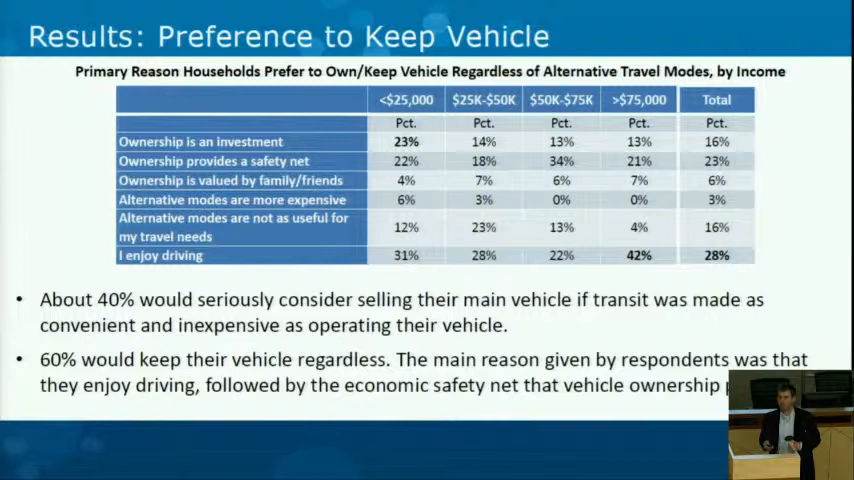 Results: Preference to Keep Vehicle
Primary Reason Households Prefer to Own/Keep Vehicle Regardless of Alternative Travel Modes, by Income
<$25,000 $25K-$50K $50K-$75K >$75,000 Total
Pct. Pct. Pct. Pct. Pct.
Ownership is an investment 23% 14% 13% 13% 16%
Ownership provides a safety net 22% 18% 34% 21% 23%
Ownership is valued by family/friends 4% 7% 6% 7% 6%
Alternative modes are more expensive 6% 3% 0% 0% 3%
Alternative modes are not as useful for
my travel needs 12% 23% 13% 4% 16%
I enjoy driving 31% 28% 22% 42% 28%
• About 40% would seriously consider selling their main vehicle if transit was made as
convenient and inexpensive as operating their vehicle.
• 60% would keep their vehicle regardless. The main reason given by respondents was that
they enjoy driving, followed by the economic safety net that vehicle ownership